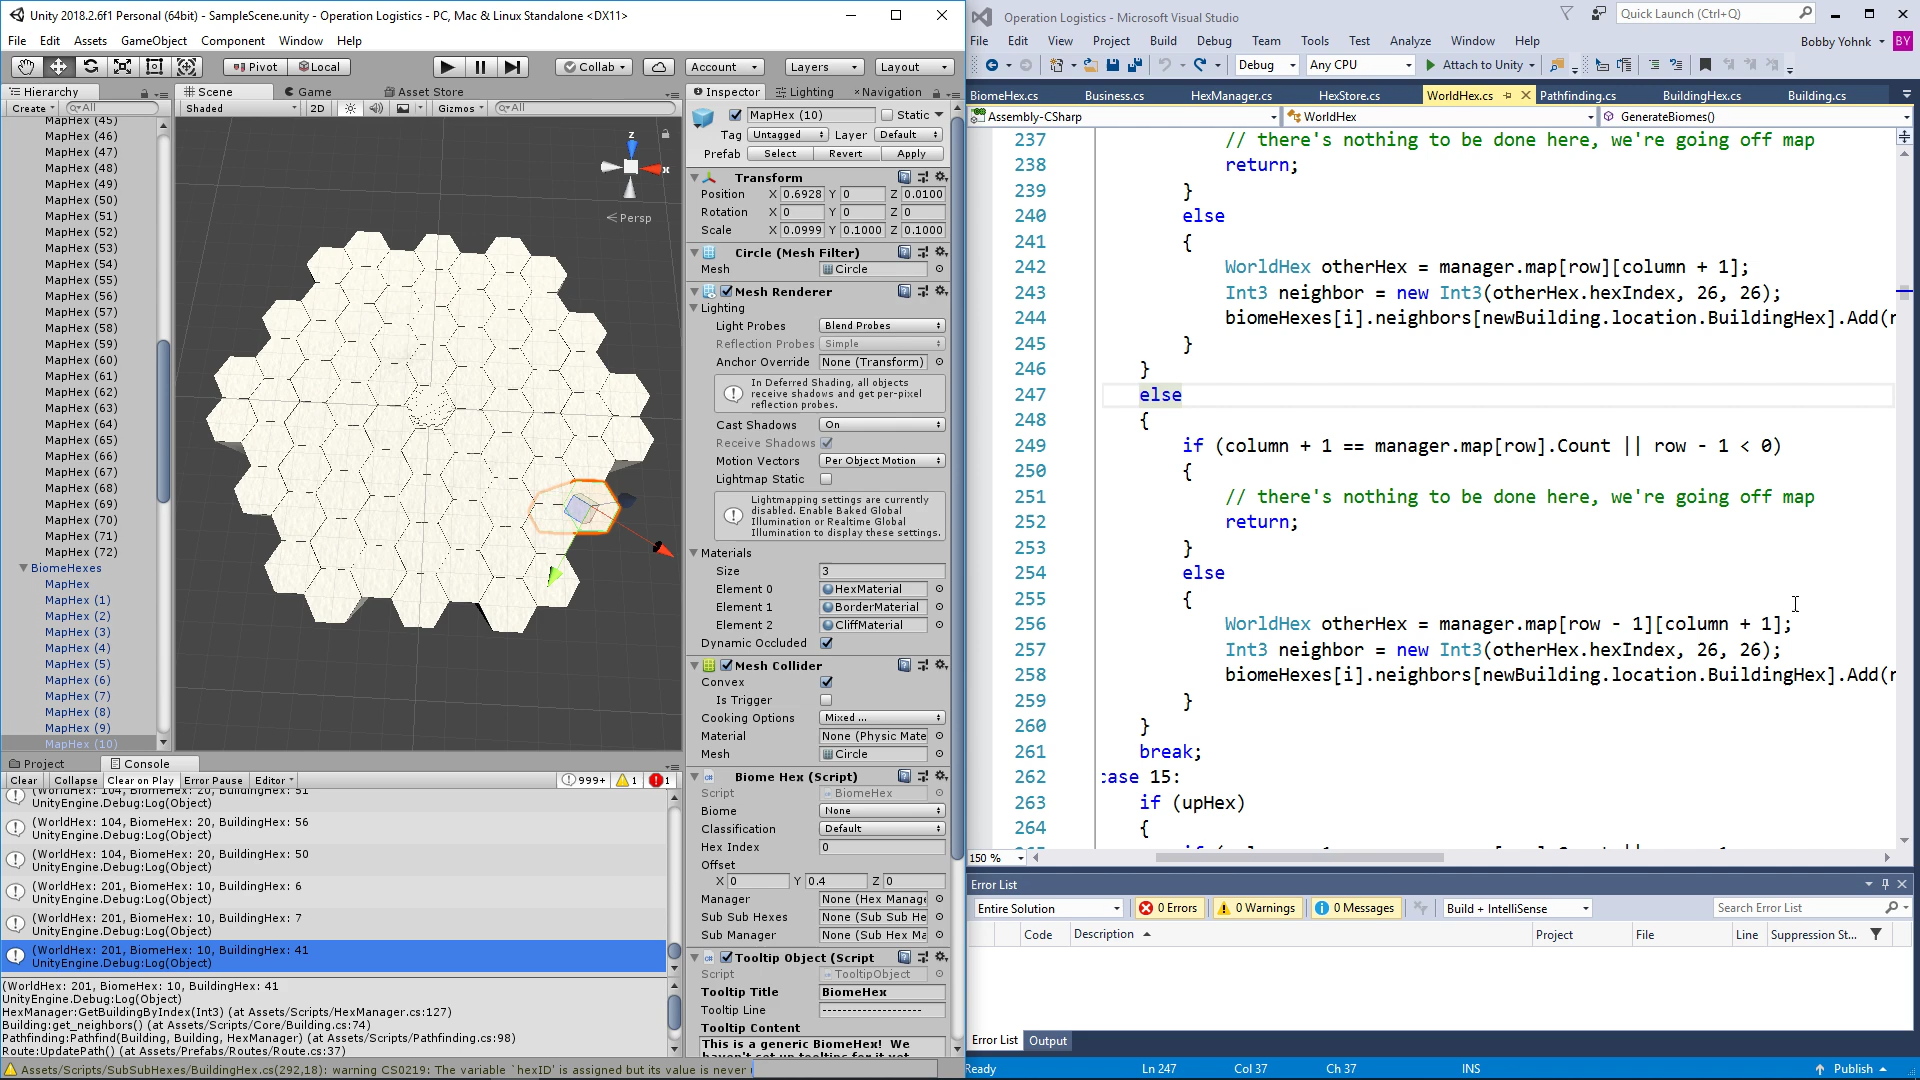 Unity 2018.2.6f1 Personal (64bit) - SampleScene.unity - Operation Logistics - PC, Mac & Linux Standalone <DX11>
File Edit Assets GameObject Component Window Help
Pivot Local Collab Account Layers Layout
Hierarchy
Create All
MapHex (45)
MapHex (46)
MapHex (47)
MapHex (48)
MapHex (49)
MapHex (50)
MapHex (51)
MapHex (52)
MapHex (53)
MapHex (54)
MapHex (55)
MapHex (56)
MapHex (57)
MapHex (58)
MapHex (59)
MapHex (60)
MapHex (61)
MapHex (62)
MapHex (63)
MapHex (64)
MapHex (65)
MapHex (66)
MapHex (67)
MapHex (68)
MapHex (69)
MapHex (70)
MapHex (71)
MapHex (72)
BiomeHexes
MapHex
MapHex (1)
MapHex (2)
MapHex (3)
MapHex (4)
MapHex (5)
MapHex (6)
MapHex (7)
MapHex (8)
MapHex (9)
MapHex (10)
Scene Game Asset Store
Shaded 2D Gizmos All
z
x
Persp
Inspector Lighting Navigation
MapHex (10) Static
Tag Untagged Layer Default
Prefab Select Revert Apply
Transform
Position X 0.6928 Y 0 Z 0.0100
Rotation X 0 Y 0 Z 0
Scale X 0.0999 Y 0.1000 Z 0.1000
Circle (Mesh Filter)
Mesh Circle
Mesh Renderer
Lighting
Light Probes Blend Probes
Reflection Probes Simple
Anchor Override None (Transform)
In Deferred Shading, all objects
receive shadows and get per-pixel
reflection probes.
Cast Shadows On
Receive Shadows
Motion Vectors Per Object Motion
Lightmap Static
Lightmapping settings are currently
disabled. Enable Baked Global
Illumination or Realtime Global
Illumination to display these settings.
Materials
Size 3
Element 0 HexMaterial
Element 1 BorderMaterial
Element 2 CliffMaterial
Dynamic Occluded
Mesh Collider
Convex
Is Trigger
Cooking Options Mixed ...
Material None (Physic Mate
Mesh Circle
Biome Hex (Script)
Script BiomeHex
Biome None
Classification Default
Hex Index 0
Offset
X 0 Y 0.4 Z 0
Manager None (Hex Manage
Sub Sub Hexes None (Sub Sub He
Sub Manager None (Sub Hex Ma
Tooltip Object (Script
Script TooltipObject
Tooltip Title BiomeHex
Tooltip Line ---------------------
Tooltip Content
This is a generic BiomeHex! We
haven't set up tooltips for it yet
Project Console
Clear Collapse Clear on Play Error Pause Editor 999+ 1 1
(WorldHex: 104, BiomeHex: 20, BuildingHex: 51
UnityEngine.Debug:Log(Object)
(WorldHex: 104, BiomeHex: 20, BuildingHex: 56
UnityEngine.Debug:Log(Object)
(WorldHex: 104, BiomeHex: 20, BuildingHex: 50
UnityEngine.Debug:Log(Object)
(WorldHex: 201, BiomeHex: 10, BuildingHex: 6
UnityEngine.Debug:Log(Object)
(WorldHex: 201, BiomeHex: 10, BuildingHex: 7
UnityEngine.Debug:Log(Object)
(WorldHex: 201, BiomeHex: 10, BuildingHex: 41
UnityEngine.Debug:Log(Object)
(WorldHex: 201, BiomeHex: 10, BuildingHex: 41
UnityEngine.Debug:Log(Object)
HexManager:GetBuildingByIndex(Int3) (at Assets/Scripts/HexManager.cs:127)
Building:get_neighbors() (at Assets/Scripts/Core/Building.cs:74)
Pathfinding:Pathfind(Building, Building, HexManager) (at Assets/Scripts/Pathfinding.cs:98)
Route:UpdatePath() (at Assets/Prefabs/Routes/Route.cs:37)
Assets/Scripts/SubSubHexes/BuildingHex.cs(292,18): warning CS0219: The variable `hexID' is assigned but its value is never
Operation Logistics - Microsoft Visual Studio
Quick Launch (Ctrl+Q)
File Edit View Project Build Debug Team Tools Test Analyze Window Help
Bobby Yohnk BY
Debug Any CPU Attach to Unity
BiomeHex.cs Business.cs HexManager.cs HexStore.cs WorldHex.cs Pathfinding.cs BuildingHex.cs Building.cs
Assembly-CSharp WorldHex GenerateBiomes()
237 // there's nothing to be done here, we're going off map
238 return;
239 }
240 else
241 {
242 WorldHex otherHex = manager.map[row][column + 1];
243 Int3 neighbor = new Int3(otherHex.hexIndex, 26, 26);
244 biomeHexes[i].neighbors[newBuilding.location.BuildingHex].Add(
245 }
246 }
247 else
248 {
249 if (column + 1 == manager.map[row].Count || row - 1 < 0)
250 {
251 // there's nothing to be done here, we're going off map
252 return;
253 }
254 else
255 {
256 WorldHex otherHex = manager.map[row - 1][column + 1];
257 Int3 neighbor = new Int3(otherHex.hexIndex, 26, 26);
258 biomeHexes[i].neighbors[newBuilding.location.BuildingHex].Add(
259 }
260 }
261 break;
262 case 15:
263 if (upHex)
264 {
150 %
Error List
Entire Solution 0 Errors 0 Warnings 0 Messages Build + IntelliSense Search Error List
Code Description Project File Line Suppression St...
Error List Output
Ready Ln 247 Col 37 Ch 37 INS Publish